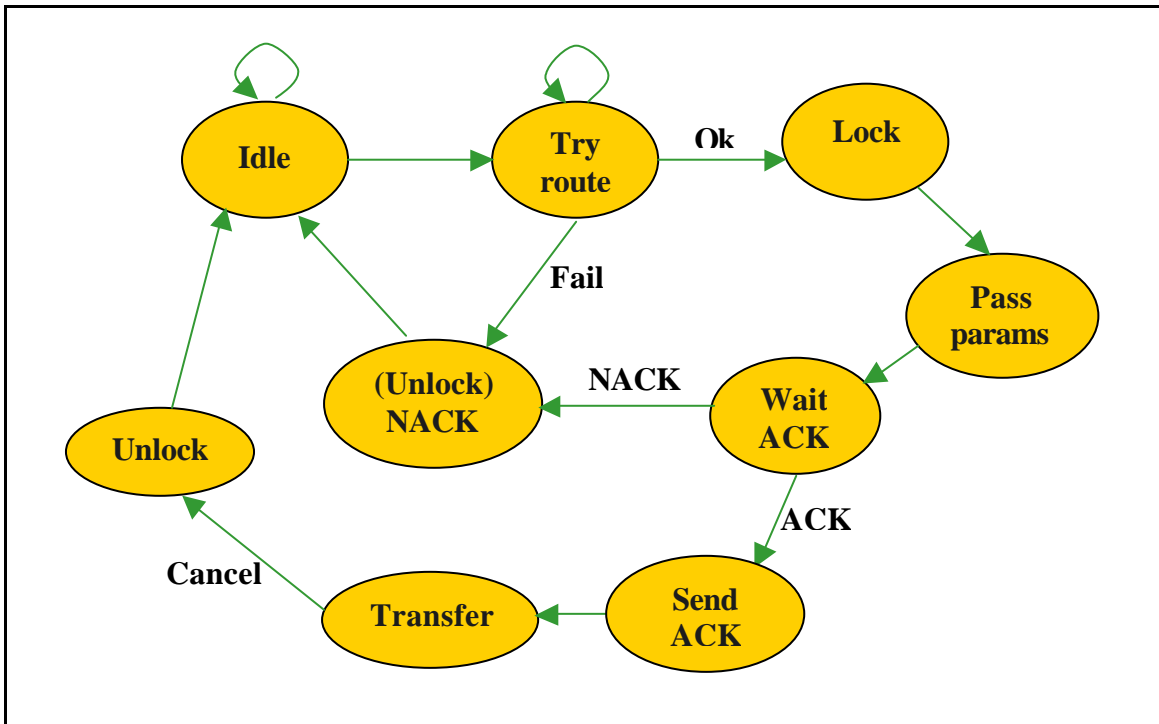 Idle
Try
route
Ok
Lock
Fail
Pass
params
(Unlock)
NACK
NACK
Wait
ACK
Unlock
ACK
Cancel
Transfer
Send
ACK